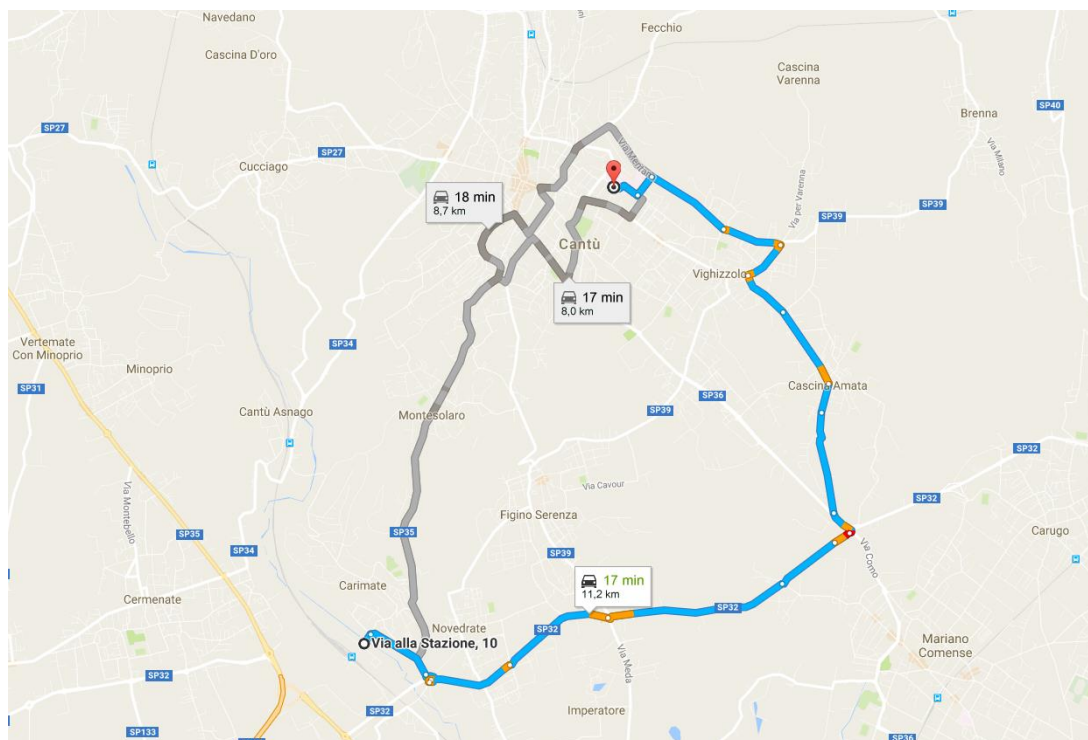 Navedano
Fecchio
Cascina D'oro
Cascina
Varenna
SP40
Brenna
SP27
SP27
Cucciago
Via Milano
18 min
8,7 km
Via per Varenna
SP39
SP39
Cantù
Vighizzolo
17 min
8,0 km
Vertemate
Con Minoprio
SP34
Minoprio
SP31
Cascina Amata
SP36
Cantù Asnago
Montesolaro
SP39
SP32
Via Montebello
Via Cavour
SP32
Figino Serenza
SP35
SP35
Carugo
SP34
SP39
Via Como
Carimate
17 min
11,2 km
Cermenate
SP32
Novedrate
SP32
Via alla Stazione, 10
Mariano
Comense
Via Meda
SP32
SP32
Imperatore
SP133
SP36